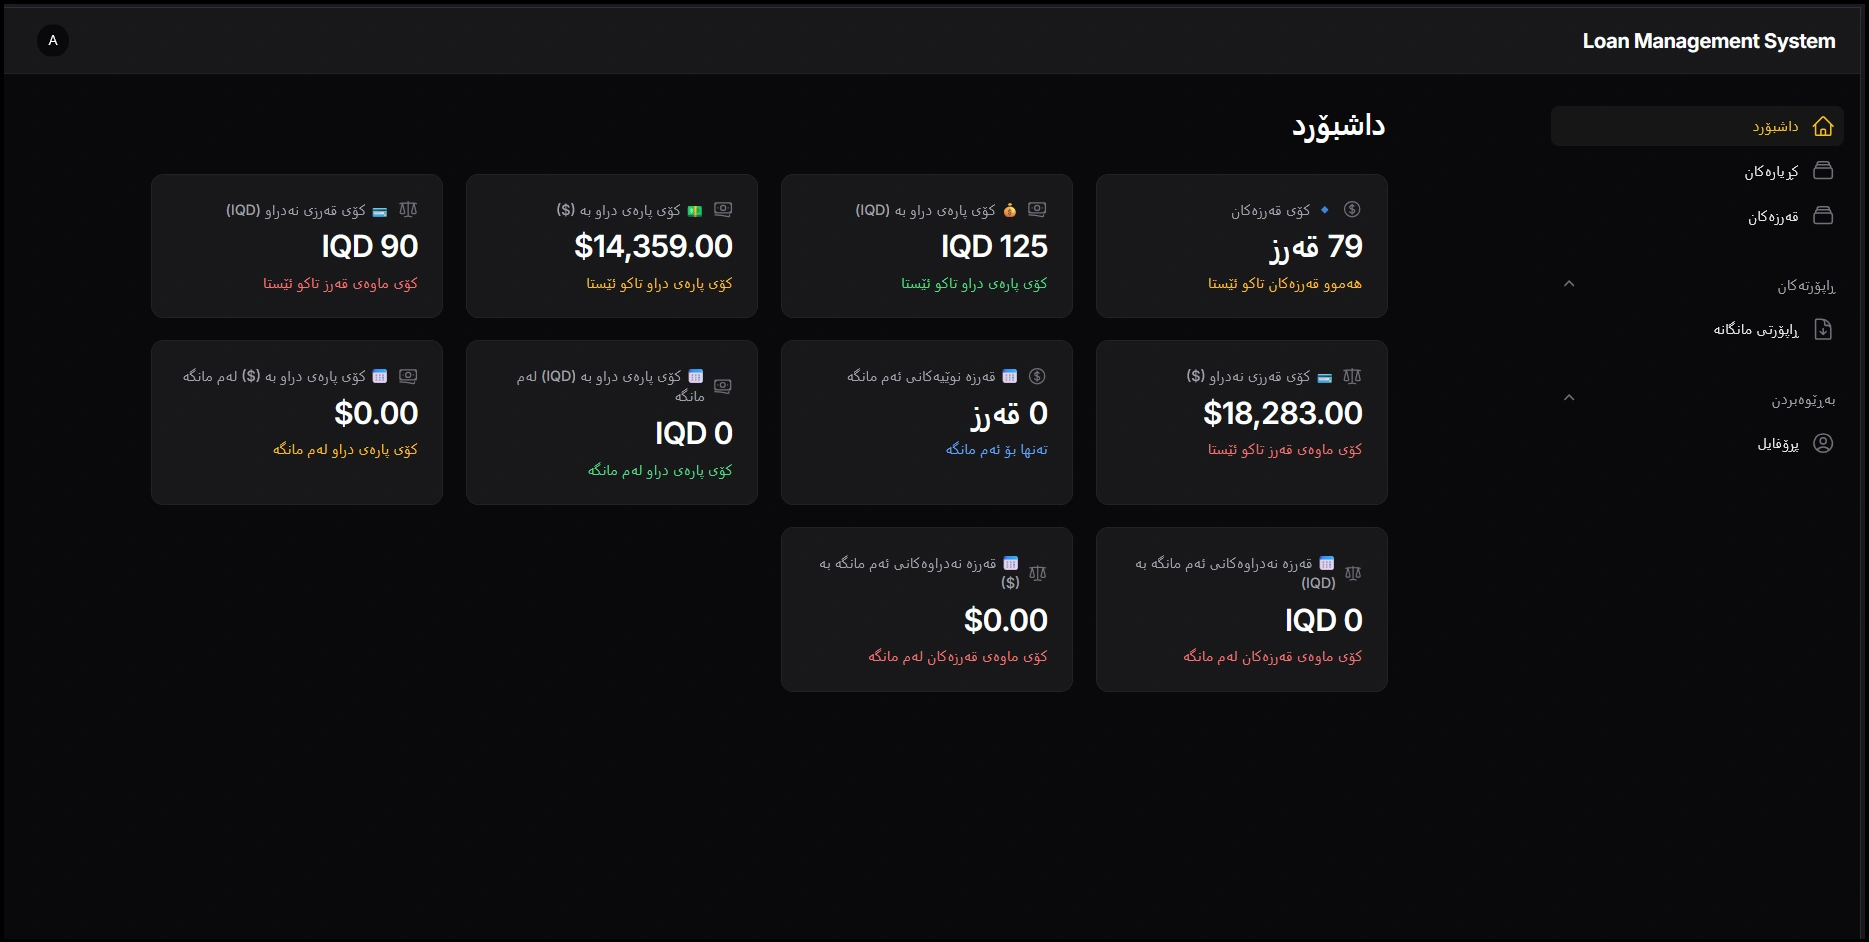 Loan Management System
A
داشبۆرد
کڕیارەکان
قەرزەکان
ڕاپۆرتەکان
ڕاپۆرتی مانگانە
بەڕێوەبردن
پڕۆفایل
داشبۆرد
🔹 کۆی قەرزەکان
79 قەرز
هەموو قەرزەکان تاکو ئێستا
💰 کۆی پارەی دراو بە (IQD)
IQD 125
کۆی پارەی دراو تاکو ئێستا
💵 کۆی پارەی دراو بە ($)
$14,359.00
کۆی پارەی دراو تاکو ئێستا
💳 کۆی قەرزی نەدراو (IQD)
IQD 90
کۆی ماوەی قەرز تاکو ئێستا
💳 کۆی قەرزی نەدراو ($)
$18,283.00
کۆی ماوەی قەرز تاکو ئێستا
📅 قەرزە نوێیەکانی ئەم مانگە
0 قەرز
تەنها بۆ ئەم مانگە
📅 کۆی پارەی دراو بە (IQD) لەم
مانگە
IQD 0
کۆی پارەی دراو لەم مانگە
📅 کۆی پارەی دراو بە ($) لەم مانگە
$0.00
کۆی پارەی دراو لەم مانگە
📅 قەرزە نەدراوەکانی ئەم مانگە بە
(IQD)
IQD 0
کۆی ماوەی قەرزەکان لەم مانگە
📅 قەرزە نەدراوەکانی ئەم مانگە بە
($)
$0.00
کۆی ماوەی قەرزەکان لەم مانگە